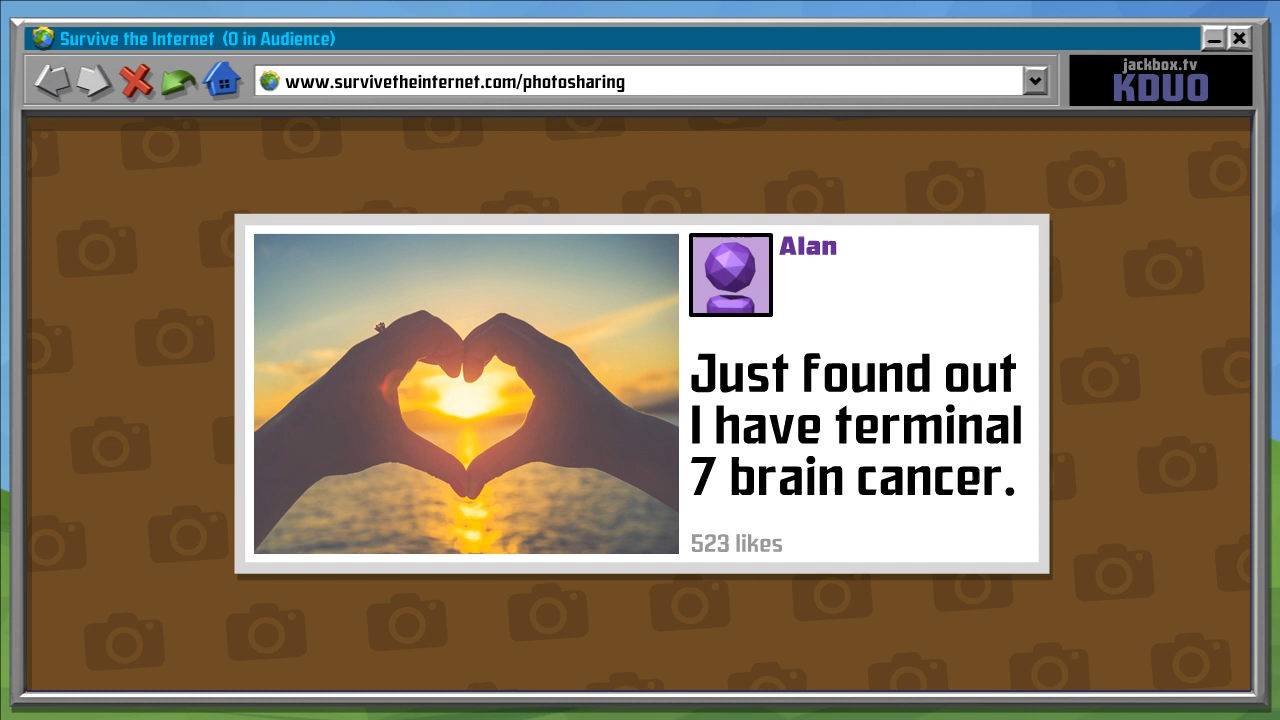 Survive the Internet (0 in Audience)
www.survivetheinternet.com/photosharing
jackbox.tv
KDUO
Alan
Just found out
I have terminal
7 brain cancer.
523 likes